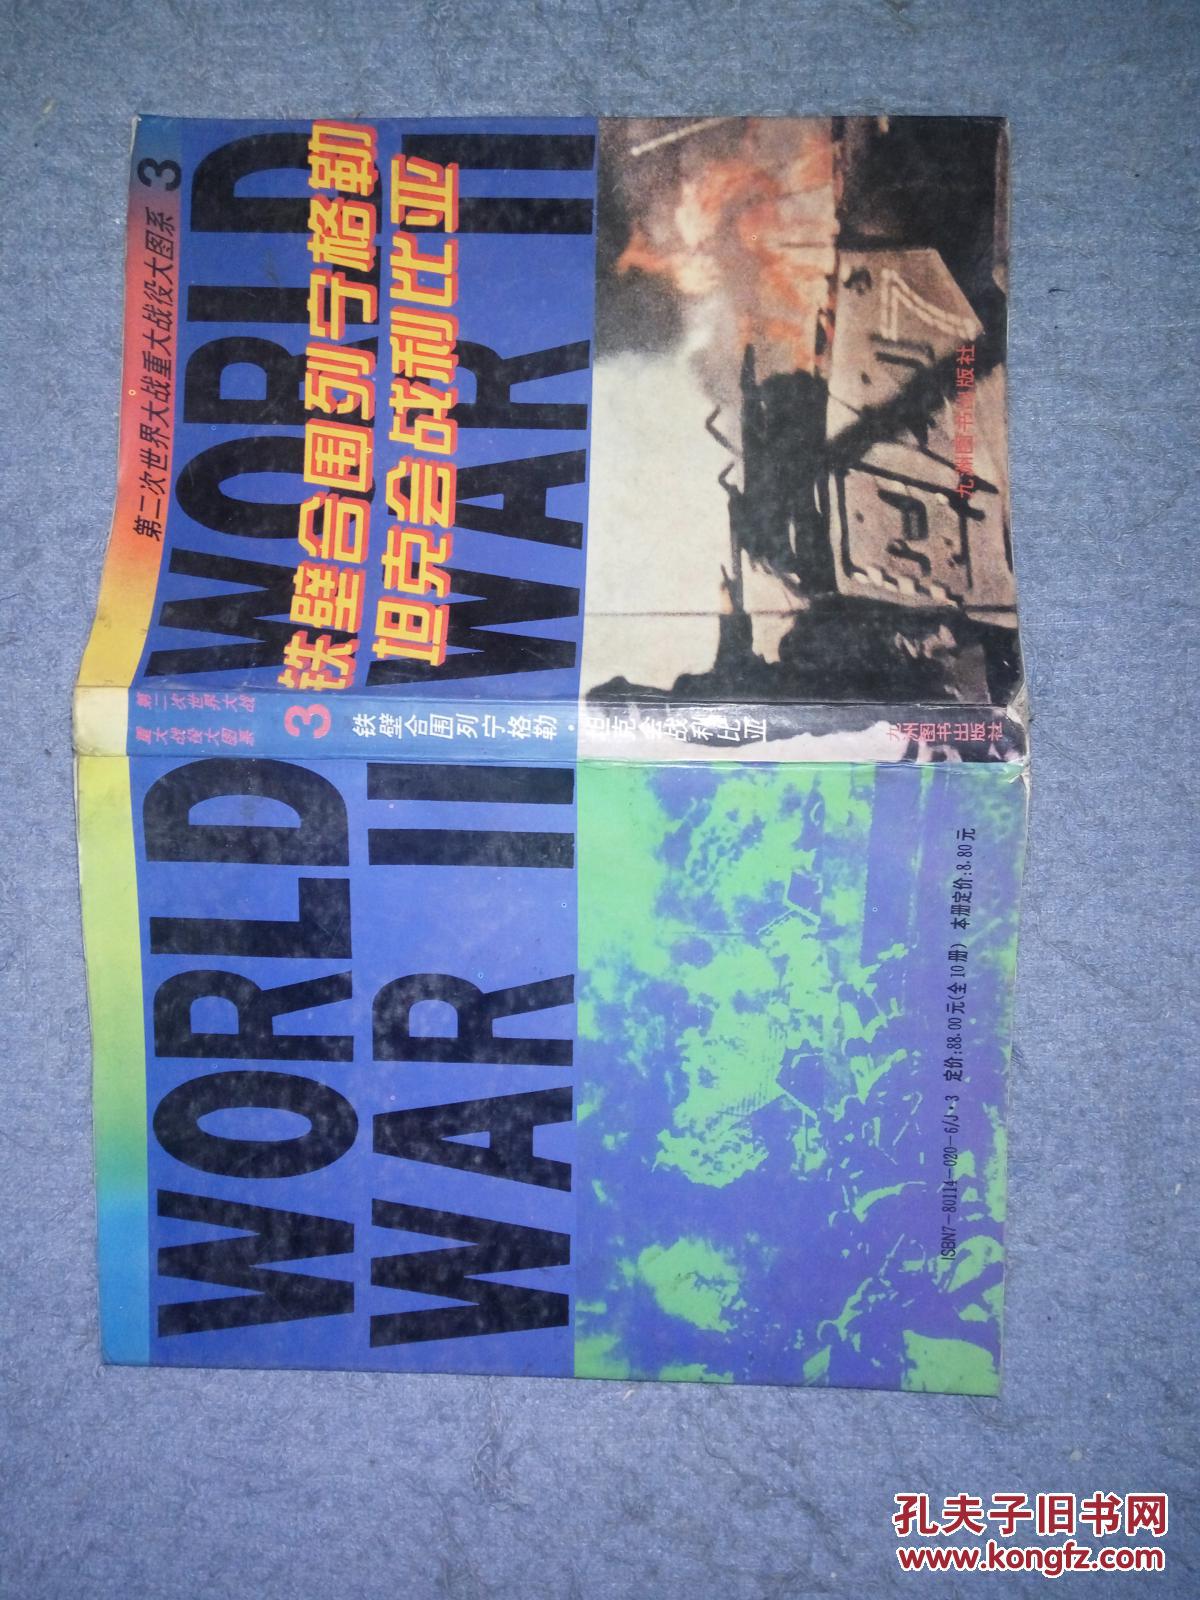 第二次世界大战重大战役大图系 3
WORLD
WAR II
铁壁合围列宁格勒
坦克会战利比亚
九洲图书出版社
第二次世界大战
重大战役大图系
3
铁壁合围列宁格勒·坦克会战利比亚
九洲图书出版社
WORLD
WAR II
ISBN7-80114-020-6/J·3 定价:88.00元(全10册) 本册定价:8.80元
孔夫子旧书网
www.kongfz.com